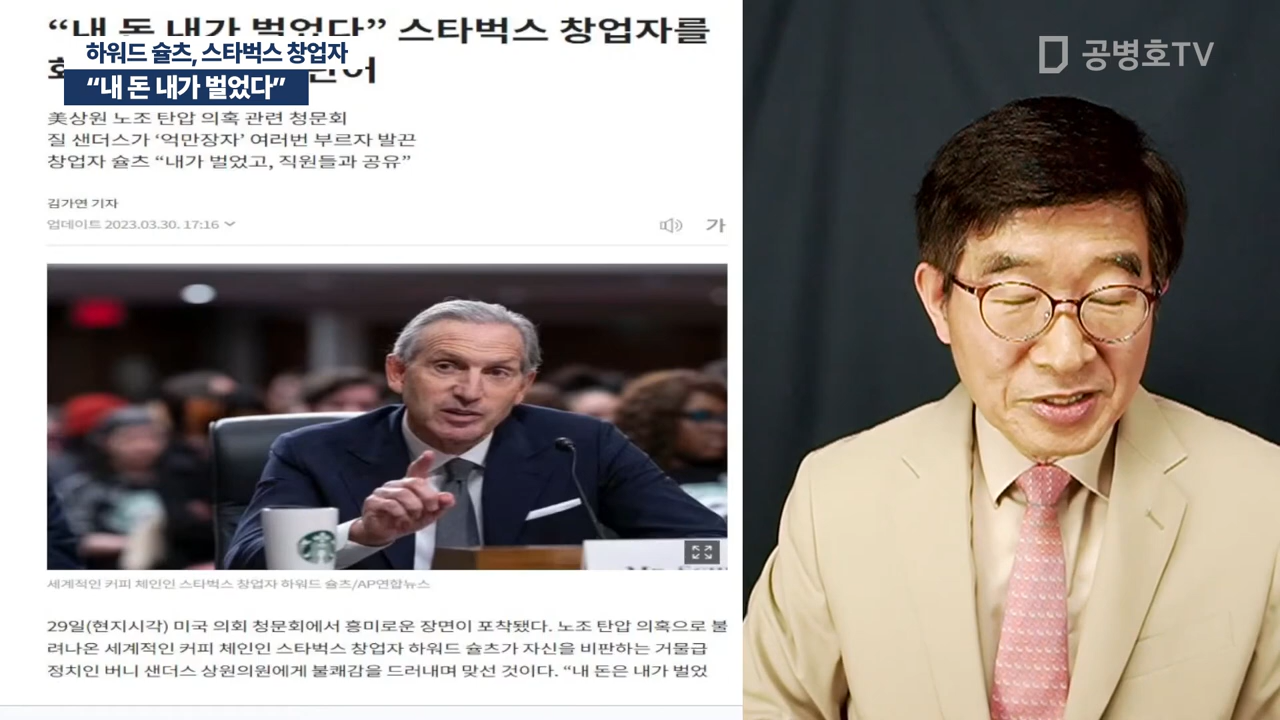 “내 돈 내가 벌었다” 스타벅스 창업자를
하워드 슐츠, 스타벅스 창업자
“내 돈 내가 벌었다”
공병호TV
美상원 노조 탄압 의혹 관련 청문회
질 샌더스가 ‘억만장자’ 여러번 부르자 발끈
창업자 슐츠 “내가 벌었고, 직원들과 공유”
김가연 기자
업데이트 2023.03.30. 17:16
가
세계적인 커피 체인인 스타벅스 창업자 하워드 슐츠/AP연합뉴스
29일(현지시각) 미국 의회 청문회에서 흥미로운 장면이 포착됐다. 노조 탄압 의혹으로 불
려나온 세계적인 커피 체인인 스타벅스 창업자 하워드 슐츠가 자신을 비판하는 거물급
정치인 버니 샌더스 상원의원에게 불쾌감을 드러내며 맞선 것이다. “내 돈은 내가 벌었